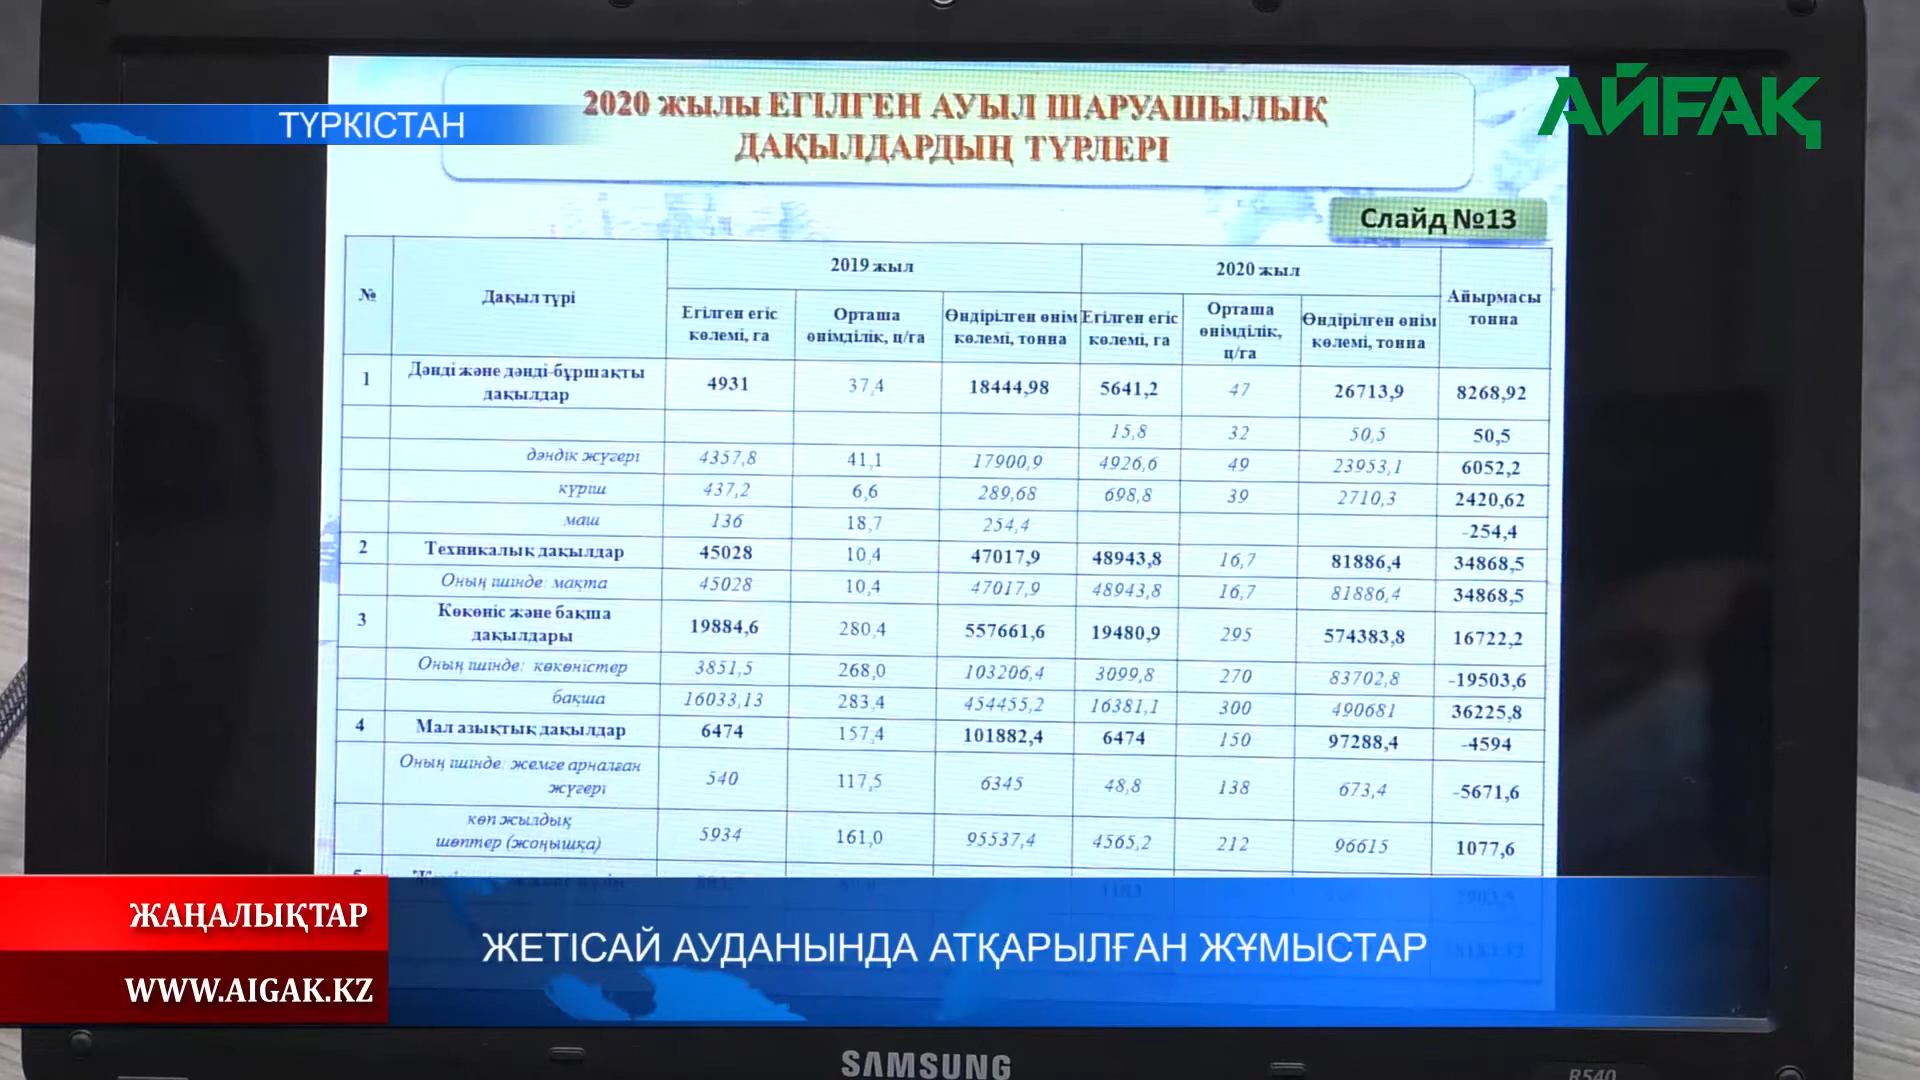 2020 жылы ЕГІЛГЕН АУЫЛ ШАРУАШЫЛЫҚ
ДАҚЫЛДАРДЫҢ ТҮРЛЕРІ
ТҮРКІСТАН
АЙҒАҚ
Слайд №13
№ Дақыл түрі 2019 жыл 2020 жыл Айырмасы тонна
Егілген егіс көлемі, га Орташа өнімділік, ц/га Өндірілген өнім көлемі, тонна Егілген егіс көлемі, га Орташа өнімділік, ц/га Өндірілген өнім көлемі, тонна
1 Дәнді және дәнді-бұршақты дақылдар 4931 37,4 18444,98 5641,2 47 26713,9 8268,92
15,8 32 50,5 50,5
дәндік жүгері 4357,8 41,1 17900,9 4926,6 49 23953,1 6052,2
күріш 437,2 6,6 289,68 698,8 39 2710,3 2420,62
маш 136 18,7 254,4 -254,4
2 Техникалық дақылдар 45028 10,4 47017,9 48943,8 16,7 81886,4 34868,5
Оның ішінде: мақта 45028 10,4 47017,9 48943,8 16,7 81886,4 34868,5
3 Көкөніс және бақша дақылдары 19884,6 280,4 557661,6 19480,9 295 574383,8 16722,2
Оның ішінде: көкөністер 3851,5 268,0 103206,4 3099,8 270 83702,8 -19503,6
бақша 16033,13 283,4 454455,2 16381,1 300 490681 36225,8
4 Мал азықтық дақылдар 6474 157,4 101882,4 6474 150 97288,4 -4594
Оның ішінде: жемге арналған жүгері 540 117,5 6345 48,8 138 673,4 -5671,6
көп жылдық шөптер (жоңышқа) 5934 161,0 95537,4 4565,2 212 96615 1077,6
ЖАҢАЛЫҚТАР
WWW.AIGAK.KZ
ЖЕТІСАЙ АУДАНЫНДА АТҚАРЫЛҒАН ЖҰМЫСТАР
SAMSUNG
R540